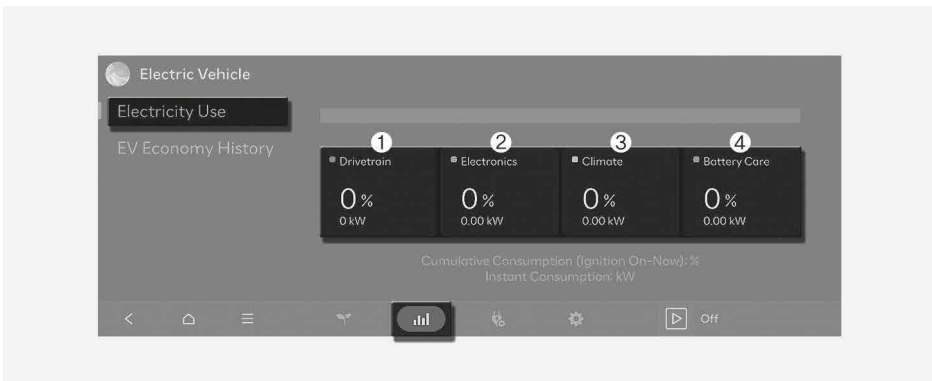 Electric Vehicle
Electricity Use
EV Economy History
1 2 3 4
Drivetrain Electronics Climate Battery Care
0 % 0 % 0 % 0 %
0 kW 0.00 kW 0.00 kW 0.00 kW
Cumulative Consumption (Ignition On-Now): %
Instant Consumption: kW
Off